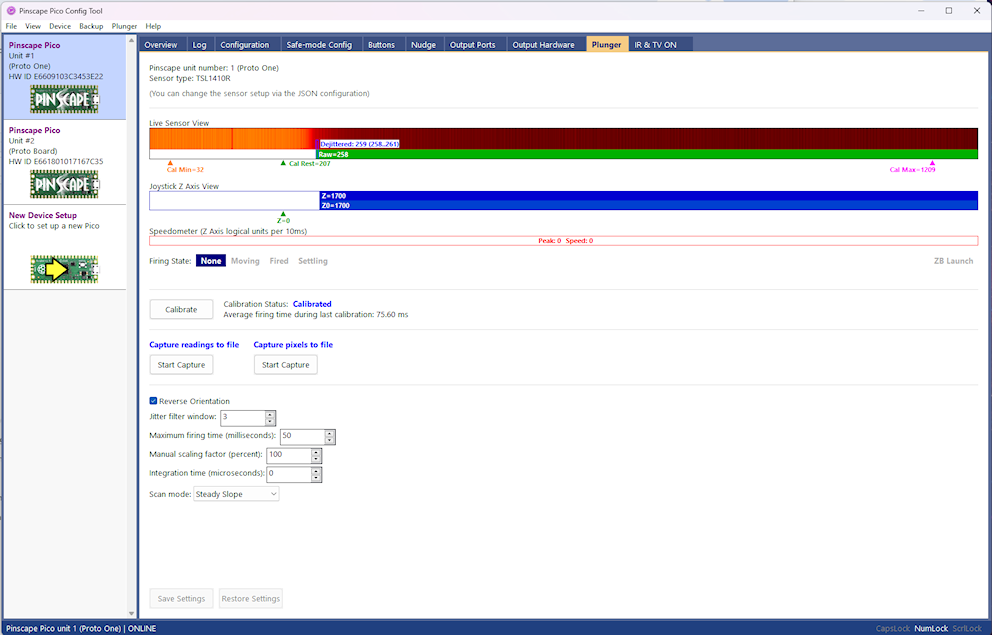 Pinscape Pico Config Tool
File View Device Backup Plunger Help
Pinscape Pico
Unit #1
(Proto One)
HW ID E6609103C3453E22
PINSCAPE
Pinscape Pico
Unit #2
(Proto Board)
HW ID E661801017167C35
PINSCAPE
New Device Setup
Click to set up a new Pico
Overview Log Configuration Safe-mode Config Buttons Nudge Output Ports Output Hardware Plunger IR & TV ON
Pinscape unit number: 1 (Proto One)
Sensor type: TSL1410R
(You can change the sensor setup via the JSON configuration)
Live Sensor View
Dejittered: 259 (258..261)
Raw=258
Cal Min=32 Cal Rest=207 Cal Max=1209
Joystick Z Axis View
Z=1700
Z0=1700
Z=0
Speedometer (Z Axis logical units per 10ms)
Peak: 0 Speed: 0
Firing State: None Moving Fired Settling ZB Launch
Calibrate
Calibration Status: Calibrated
Average firing time during last calibration: 75.60 ms
Capture readings to file Capture pixels to file
Start Capture Start Capture
Reverse Orientation
Jitter filter window: 3
Maximum firing time (milliseconds): 50
Manual scaling factor (percent): 100
Integration time (microseconds): 0
Scan mode: Steady Slope
Save Settings Restore Settings
Pinscape Pico unit 1 (Proto One) | ONLINE CapsLock NumLock ScrlLock